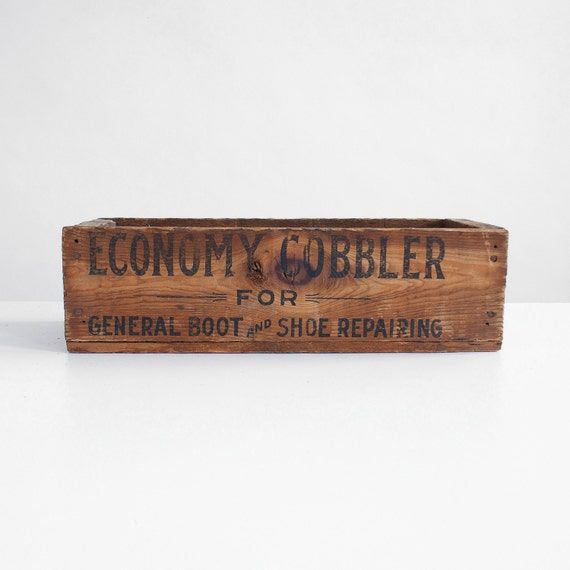 ECONOMY COBBLER
FOR
GENERAL BOOT AND SHOE REPAIRING